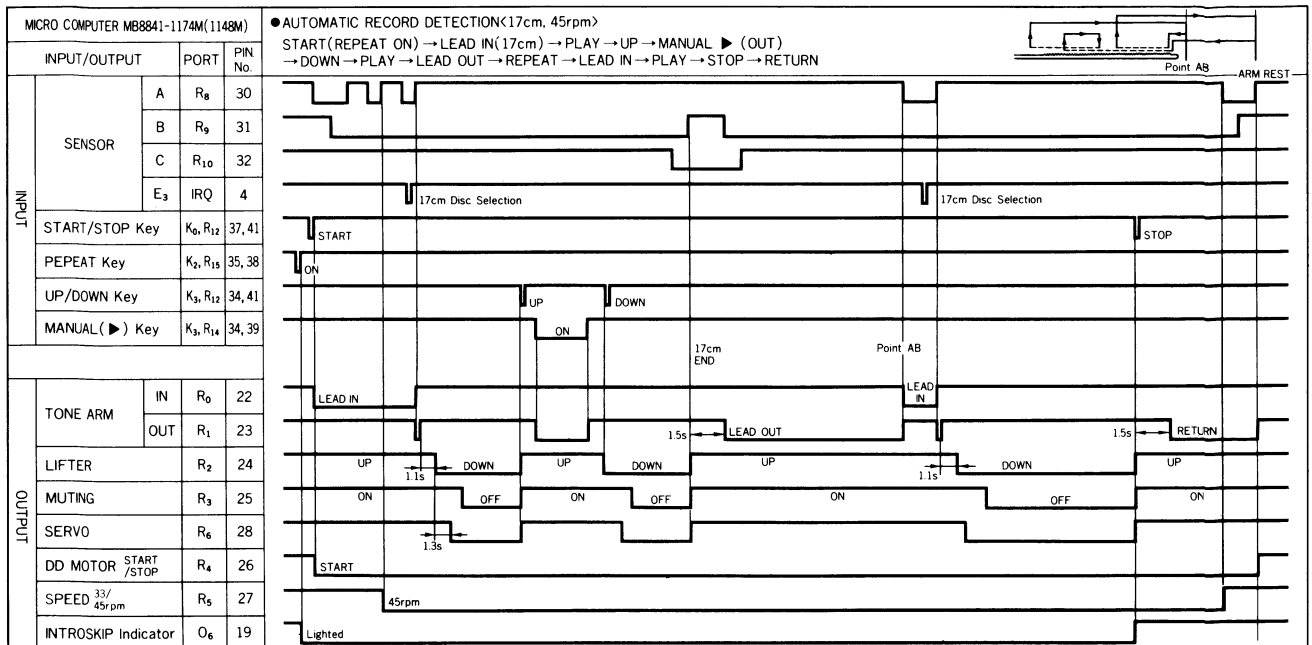 MICRO COMPUTER MB8841-1174M(1148M)
INPUT/OUTPUT PORT PIN No.
●AUTOMATIC RECORD DETECTION<17cm, 45rpm>
START(REPEAT ON)→LEAD IN(17cm)→PLAY→UP→MANUAL ▶ (OUT)
→DOWN→PLAY→LEAD OUT→REPEAT→LEAD IN→PLAY→STOP→RETURN
Point AB
ARM REST
INPUT
SENSOR
A R₈ 30
B R₉ 31
C R₁₀ 32
E₃ IRQ 4
17cm Disc Selection
17cm Disc Selection
START/STOP Key K₀, R₁₂ 37, 41
START
STOP
PEPEAT Key K₂, R₁₅ 35, 38
ON
UP/DOWN Key K₃, R₁₂ 34, 41
UP
DOWN
MANUAL(▶) Key K₃, R₁₄ 34, 39
ON
17cm
END
Point AB
OUTPUT
TONE ARM
IN R₀ 22
LEAD IN
LEAD
IN
OUT R₁ 23
1.5s
LEAD OUT
1.5s
RETURN
LIFTER R₂ 24
UP
1.1s
DOWN
UP
DOWN
UP
1.1s
DOWN
UP
MUTING R₃ 25
ON
OFF
ON
OFF
ON
OFF
ON
SERVO R₆ 28
1.3s
DD MOTOR START/STOP R₄ 26
START
SPEED 33/45rpm R₅ 27
45rpm
INTROSKIP Indicator O₆ 19
Lighted